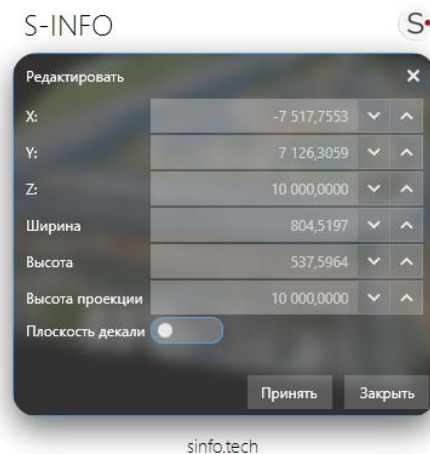 S-INFO
S
Редактировать
X: -7 517,7553
Y: 7 126,3059
Z: 10 000,0000
Ширина 804,5197
Высота 537,5964
Высота проекции 10 000,0000
Плоскость декали
Принять Закрыть
sinfo.tech